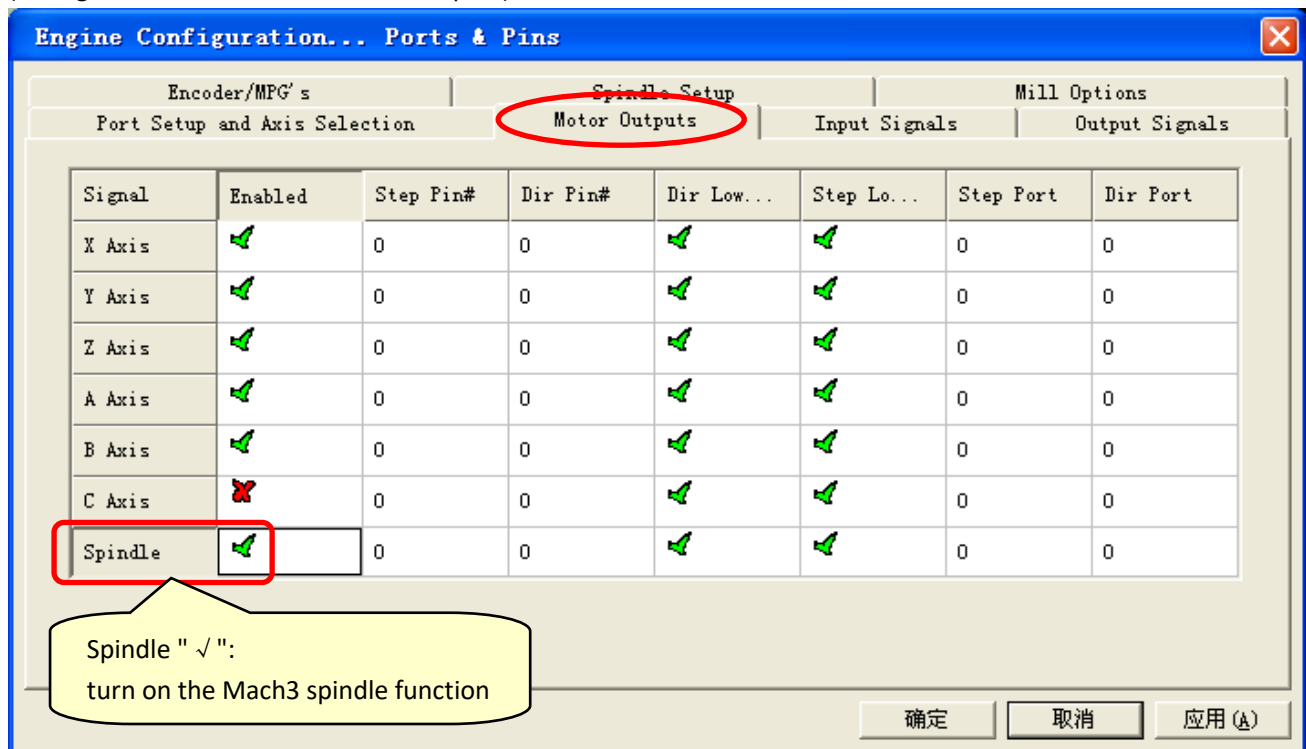 Engine Configuration... Ports & Pins
Encoder/MPG's Spindle Setup Mill Options
Port Setup and Axis Selection Motor Outputs Input Signals Output Signals
Signal Enabled Step Pin# Dir Pin# Dir Low... Step Lo... Step Port Dir Port
X Axis 0 0 0 0
Y Axis 0 0 0 0
Z Axis 0 0 0 0
A Axis 0 0 0 0
B Axis 0 0 0 0
C Axis 0 0 0 0
Spindle 0 0 0 0
Spindle " √ ":
turn on the Mach3 spindle function
确定 取消 应用(A)